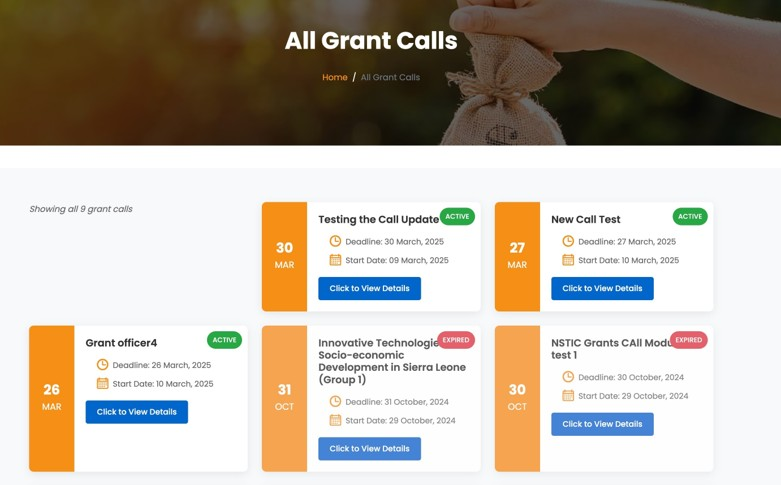 All Grant Calls
Home / All Grant Calls
Showing all 9 grant calls
30
MAR
Testing the Call Update
ACTIVE
Deadline: 30 March, 2025
Start Date: 09 March, 2025
Click to View Details
27
MAR
New Call Test
ACTIVE
Deadline: 27 March, 2025
Start Date: 10 March, 2025
Click to View Details
26
MAR
Grant officer4
ACTIVE
Deadline: 26 March, 2025
Start Date: 10 March, 2025
Click to View Details
31
OCT
Innovative
EXPIRED
Socio-economic
Development in Sierra Leone
(Group 1)
Deadline: 31 October, 2024
Start Date: 29 October, 2024
Click to View Details
30
OCT
NSTIC Grants CAll
EXPIRED
test 1
Deadline: 30 October, 2024
Start Date: 29 October, 2024
Click to View Details